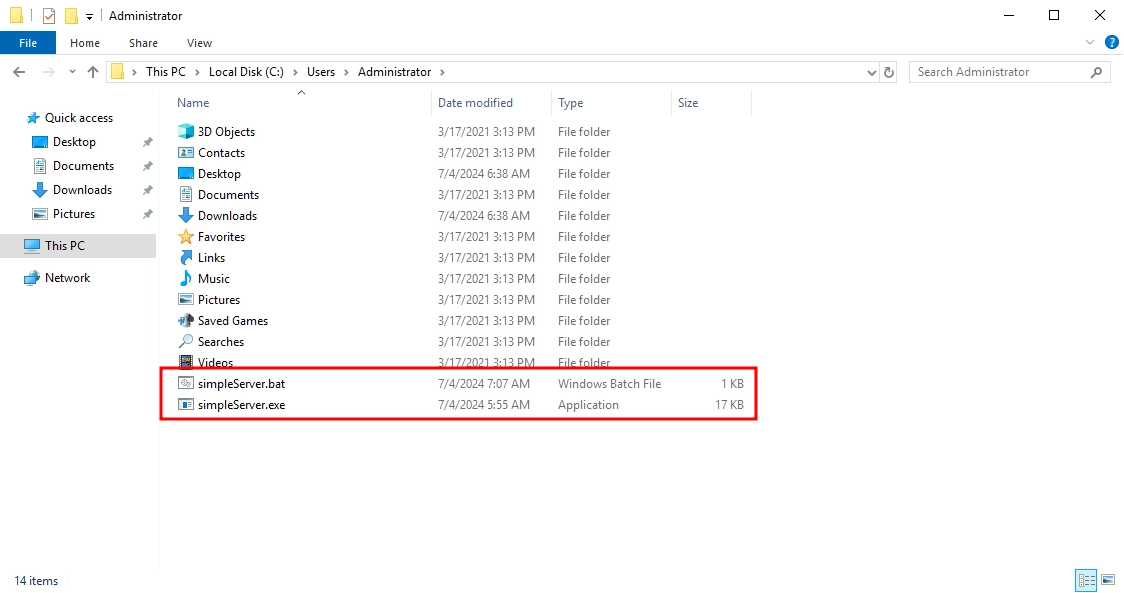 Administrator
File Home Share View
This PC Local Disk (C:) Users Administrator Search Administrator
Name Date modified Type Size
Quick access
Desktop
Documents
Downloads
Pictures
This PC
Network
3D Objects 3/17/2021 3:13 PM File folder
Contacts 3/17/2021 3:13 PM File folder
Desktop 7/4/2024 6:38 AM File folder
Documents 3/17/2021 3:13 PM File folder
Downloads 7/4/2024 6:38 AM File folder
Favorites 3/17/2021 3:13 PM File folder
Links 3/17/2021 3:13 PM File folder
Music 3/17/2021 3:13 PM File folder
Pictures 3/17/2021 3:13 PM File folder
Saved Games 3/17/2021 3:13 PM File folder
Searches 3/17/2021 3:13 PM File folder
Videos 3/17/2021 3:13 PM File folder
simpleServer.bat 7/4/2024 7:07 AM Windows Batch File 1 KB
simpleServer.exe 7/4/2024 5:55 AM Application 17 KB
14 items